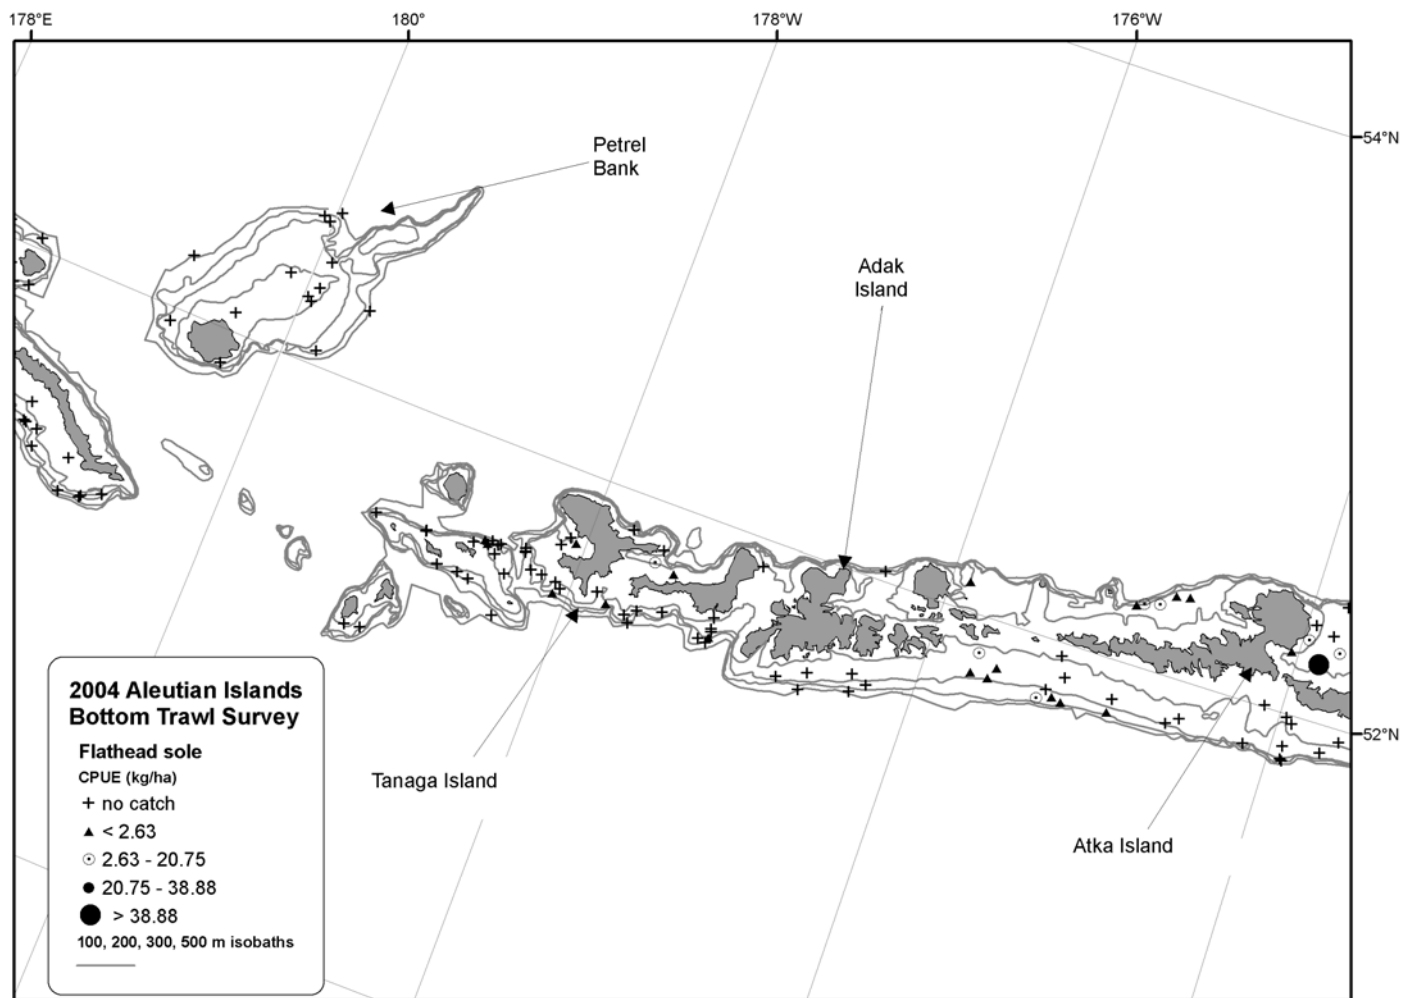 178°E
180°
178°W
176°W
54°N
Petrel
Bank
Adak
Island
52°N
Tanaga Island
Atka Island
2004 Aleutian Islands
Bottom Trawl Survey
Flathead sole
CPUE (kg/ha)
+ no catch
▲ < 2.63
☉ 2.63 - 20.75
● 20.75 - 38.88
● > 38.88
100, 200, 300, 500 m isobaths